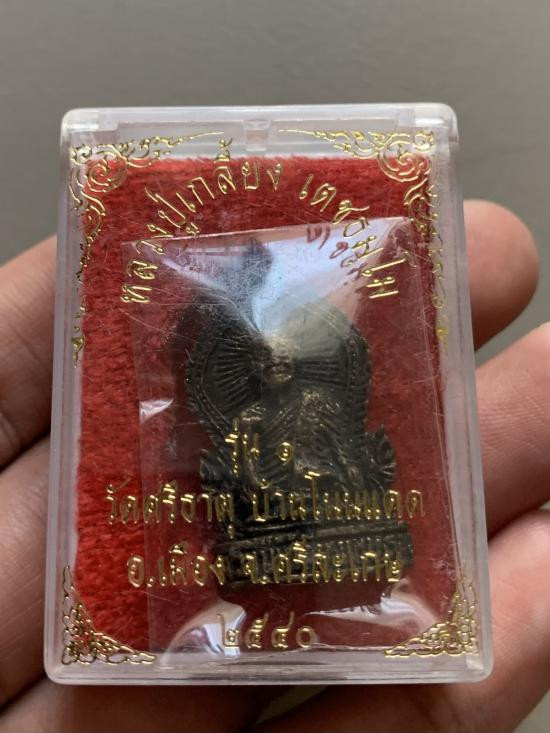 หลวงปู่เกลี้ยง เตชธมฺโม
รุ่น ๑
วัดศรีธาตุ บ้านโนนแกด
อ.เมือง จ.ศรีสะเกษ
๒๕๔๐